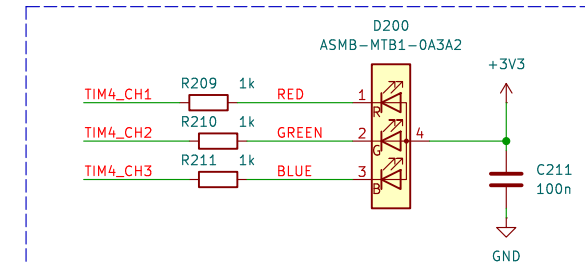 D200
ASMB-MTB1-0A3A2
+3V3
R209 1k
TIM4_CH1 RED 1
R
R210 1k
TIM4_CH2 GREEN 2 4
G
R211 1k
TIM4_CH3 BLUE 3
B
C211
100n
GND